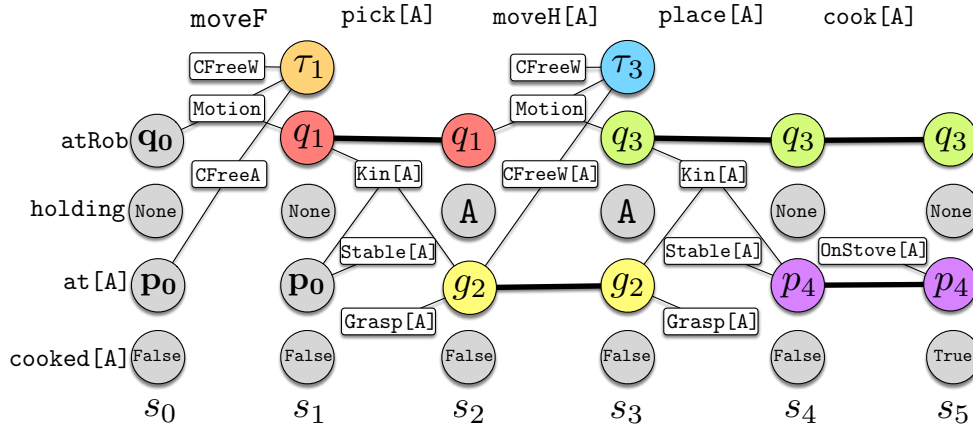 moveF pick[A] moveH[A] place[A] cook[A]
CFreeW τ₁ CFreeW τ₃
Motion Motion
atRob q₀ q₁ q₁ q₃ q₃ q₃
CFreeA Kin[A] CFreeW[A] Kin[A]
holding None None A A None None
Stable[A] Stable[A] OnStove[A]
at[A] p₀ p₀ g₂ g₂ p₄ p₄
Grasp[A] Grasp[A]
cooked[A] False False False False False True
s₀ s₁ s₂ s₃ s₄ s₅